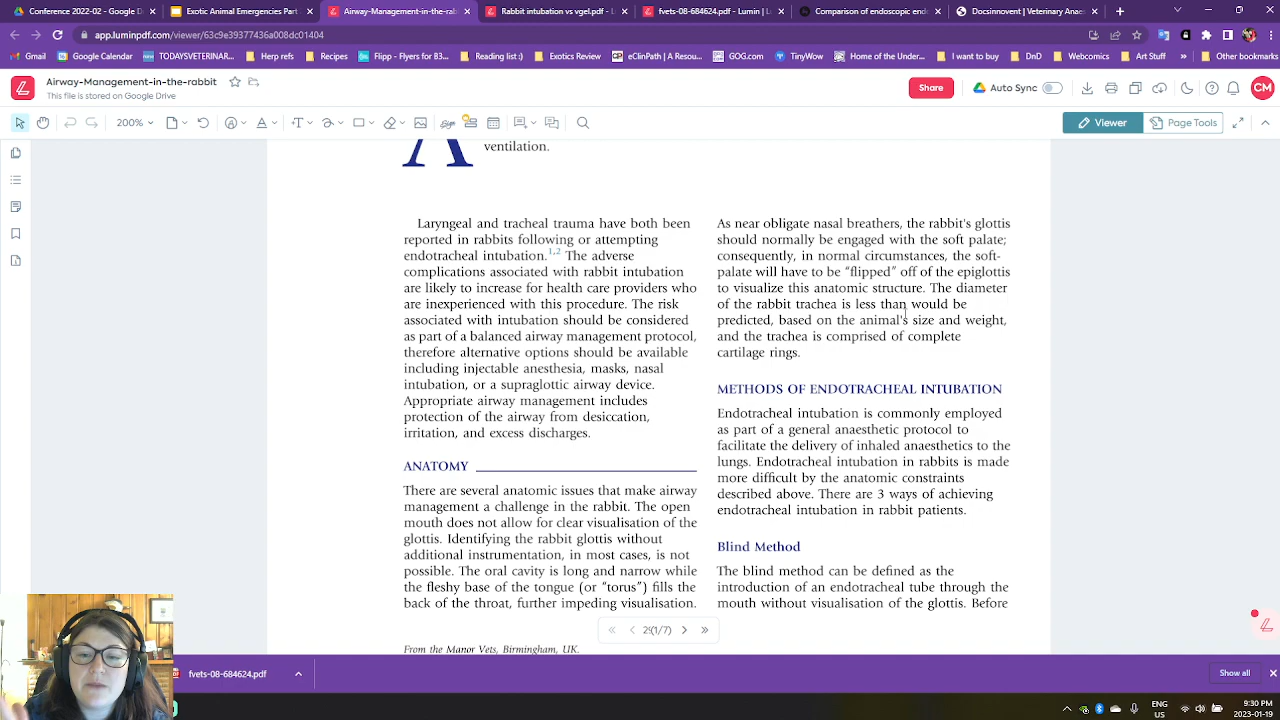 Conference 2022-02 - E
Exotic Animal Emergenc
Anesthesia and Analges
Airway-Management-in
fvets-08-684624.pdf | Lumin
Comparison of Anaesthe
Veterinary Anaes
app.luminpdf.com/viewer/63c9e39377436a008dc01404
Gmail
Google Calendar
TODAYSVETERINAR...
Herp refs
Recipes
Flipp - Flyers for B3...
Reading list :)
Exotics Review
eClinPath | A Resour...
GOG.com
TinyWow
Home of the Under...
I want to buy
DnD
Art Stuff
»
Other bookmarks
Airway-Management-in-the-rabbit
This file is stored on Google Drive
Share
Auto Sync
CM
200%
Viewer
Page Tools
A
ventilation.
Laryngeal and tracheal trauma have both been
reported in rabbits following or attempting
endotracheal intubation.1,2 The adverse
complications associated with rabbit intubation
are likely to increase for health care providers who
are inexperienced with this procedure. The risk
associated with intubation should be considered
as part of a balanced airway management protocol,
therefore alternative options should be available
including injectable anesthesia, masks, nasal
intubation, or a supraglottic airway device.
Appropriate airway management includes
protection of the airway from desiccation,
irritation, and excess discharges.
ANATOMY
There are several anatomic issues that make airway
management a challenge in the rabbit. The open
mouth does not allow for clear visualisation of the
glottis. Identifying the rabbit glottis without
additional instrumentation, in most cases, is not
possible. The oral cavity is long and narrow while
the fleshy base of the tongue (or “torus”) fills the
back of the throat, further impeding visualisation.
From the Manor Vets, Birmingham, UK.
As near obligate nasal breathers, the rabbit's glottis
should normally be engaged with the soft palate;
consequently, in normal circumstances, the soft-
palate will have to be “flipped” off of the epiglottis
to visualize this anatomic structure. The diameter
of the rabbit trachea is less than would be
predicted, based on the animal's size and weight,
and the trachea is comprised of complete
cartilage rings.
METHODS OF ENDOTRACHEAL INTUBATION
Endotracheal intubation is commonly employed
as part of a general anaesthetic protocol to
facilitate the delivery of inhaled anaesthetics to the
lungs. Endotracheal intubation in rabbits is made
more difficult by the anatomic constraints
described above. There are 3 ways of achieving
endotracheal intubation in rabbit patients.
Blind Method
The blind method can be defined as the
introduction of an endotracheal tube through the
mouth without visualisation of the glottis. Before
(1/7)
fvets-08-684624.pdf
Show all
ENG
US
9:30 PM
2023-01-19